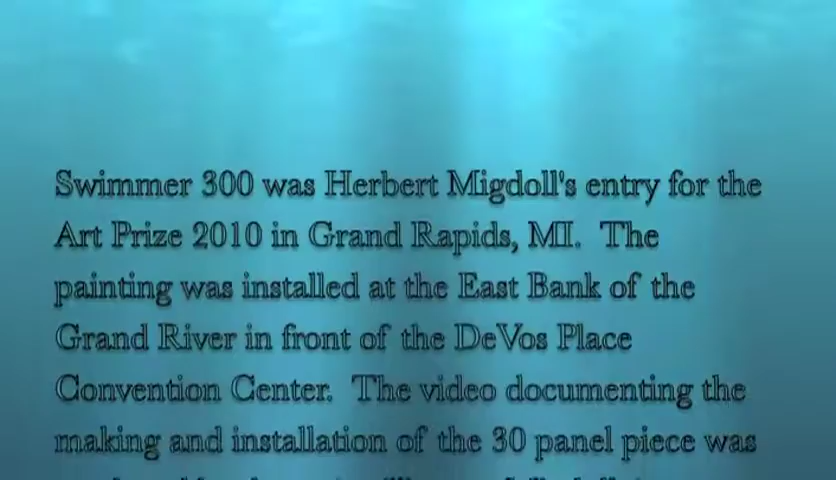 Swimmer 300 was Herbert Migdoll's entry for the
Art Prize 2010 in Grand Rapids, MI.  The
painting was installed at the East Bank of the
Grand River in front of the DeVos Place
Convention Center.  The video documenting the
making and installation of the 30 panel piece was